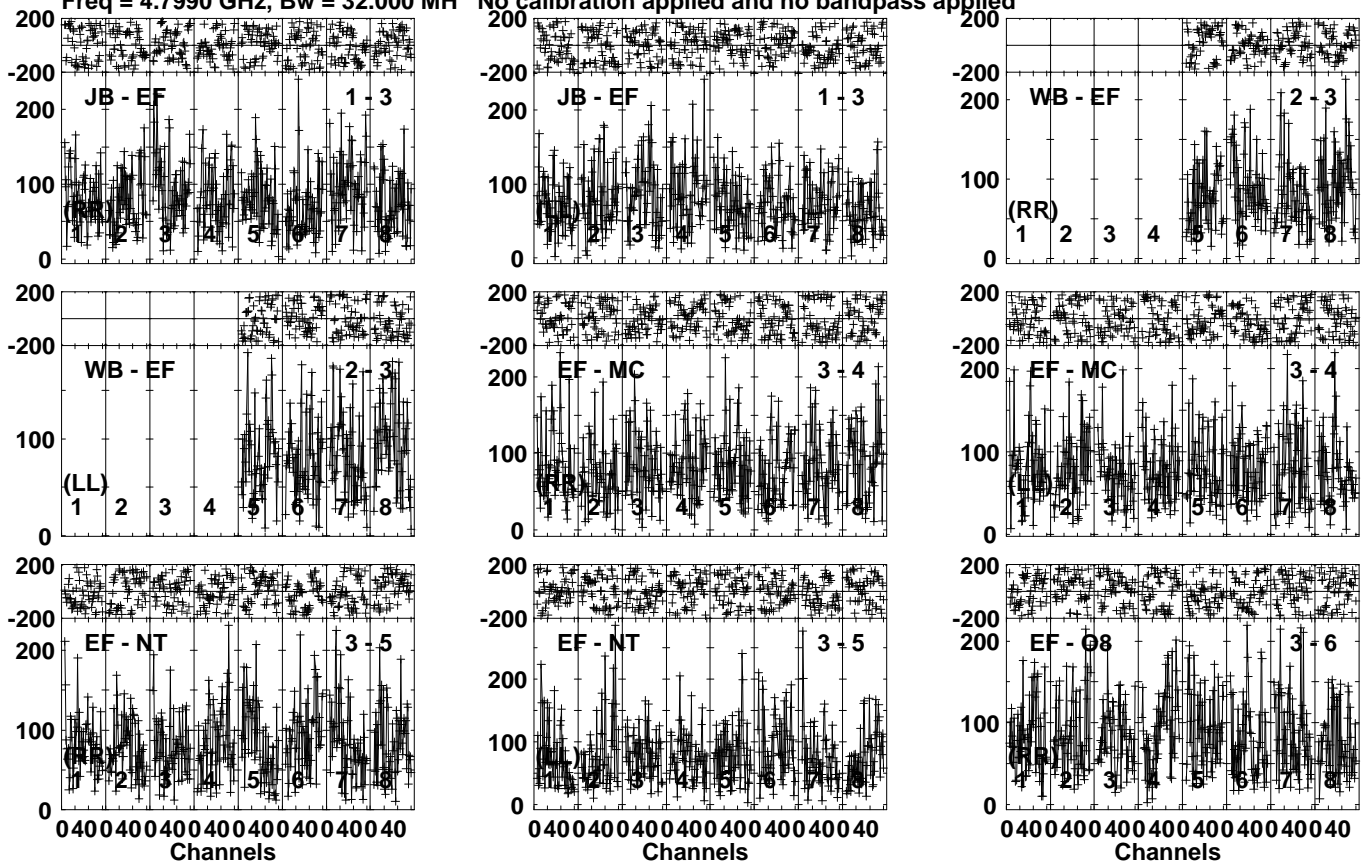 Freq = 4.7990 GHz, Bw = 32.000 MH No calibration applied and no bandpass applied
200
-200
200
100
0
JB - EF 1 - 3
(RR)
1 2 3 4 5 6 7 8
200
-200
200
100
0
JB - EF 1 - 3
(LL)
1 2 3 4 5 6 7 8
200
-200
200
100
0
WB - EF 2 - 3
(RR)
1 2 3 4 5 6 7 8
200
-200
100
0
WB - EF 2 - 3
(LL)
1 2 3 4 5 6 7 8
200
-200
200
100
0
EF - MC 3 - 4
(RR)
1 2 3 4 5 6 7 8
200
-200
200
100
0
EF - MC 3 - 4
(LL)
1 2 3 4 5 6 7 8
200
-200
200
100
0
EF - NT 3 - 5
(RR)
1 2 3 4 5 6 7 8
0 40 0 40 0 40 0 40 0 40 0 40 0 40 0 40
Channels
200
-200
200
100
0
EF - NT 3 - 5
(LL)
1 2 3 4 5 6 7 8
0 40 0 40 0 40 0 40 0 40 0 40 0 40 0 40
Channels
200
-200
200
100
0
EF - O8 3 - 6
(RR)
1 2 3 4 5 6 7 8
0 40 0 40 0 40 0 40 0 40 0 40 0 40 0 40
Channels